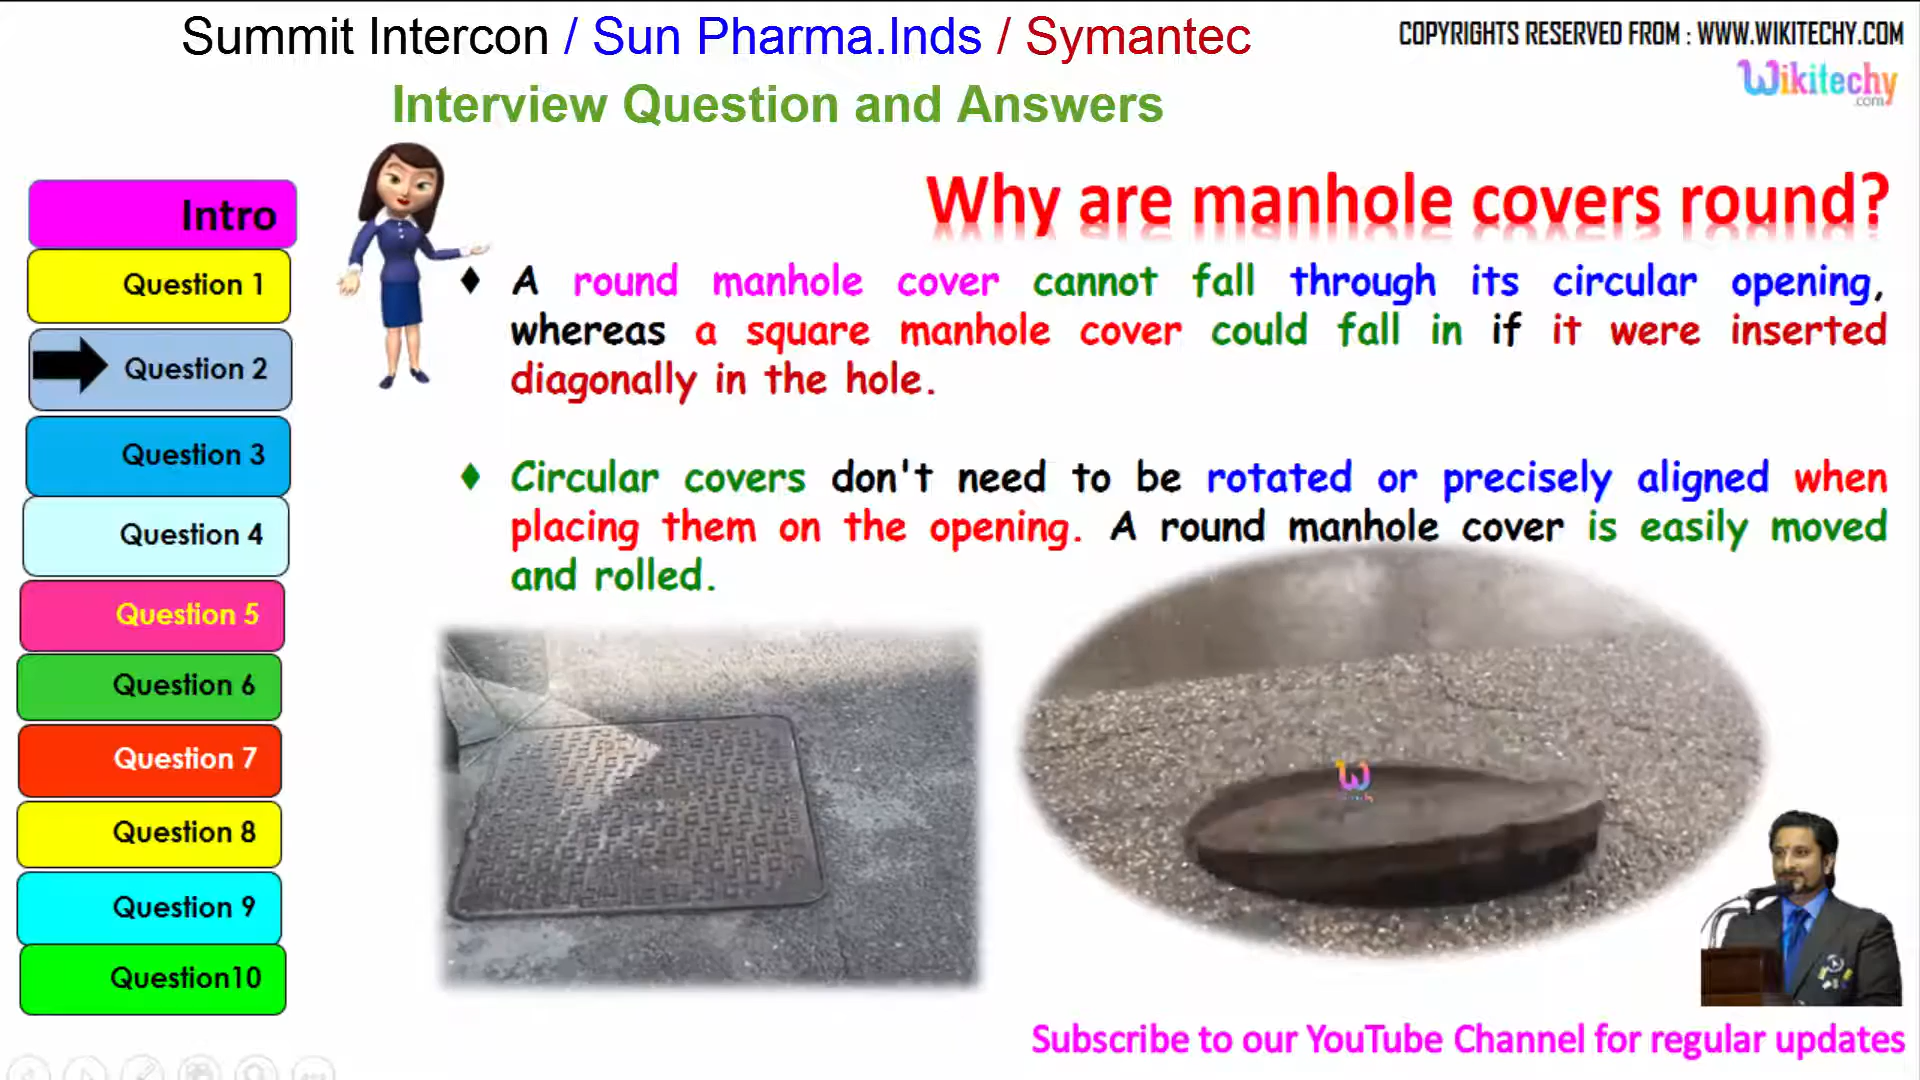 Summit Intercon / Sun Pharma.Inds / Symantec
COPYRIGHTS RESERVED FROM : WWW.WIKITECHY.COM
Wikitechy
.com
Interview Question and Answers
Intro
Question 1
Question 2
Question 3
Question 4
Question 5
Question 6
Question 7
Question 8
Question 9
Question10
Why are manhole covers round?
A round manhole cover cannot fall through its circular opening,
whereas a square manhole cover could fall in if it were inserted
diagonally in the hole.
Circular covers don't need to be rotated or precisely aligned when
placing them on the opening. A round manhole cover is easily moved
and rolled.
Subscribe to our YouTube Channel for regular updates